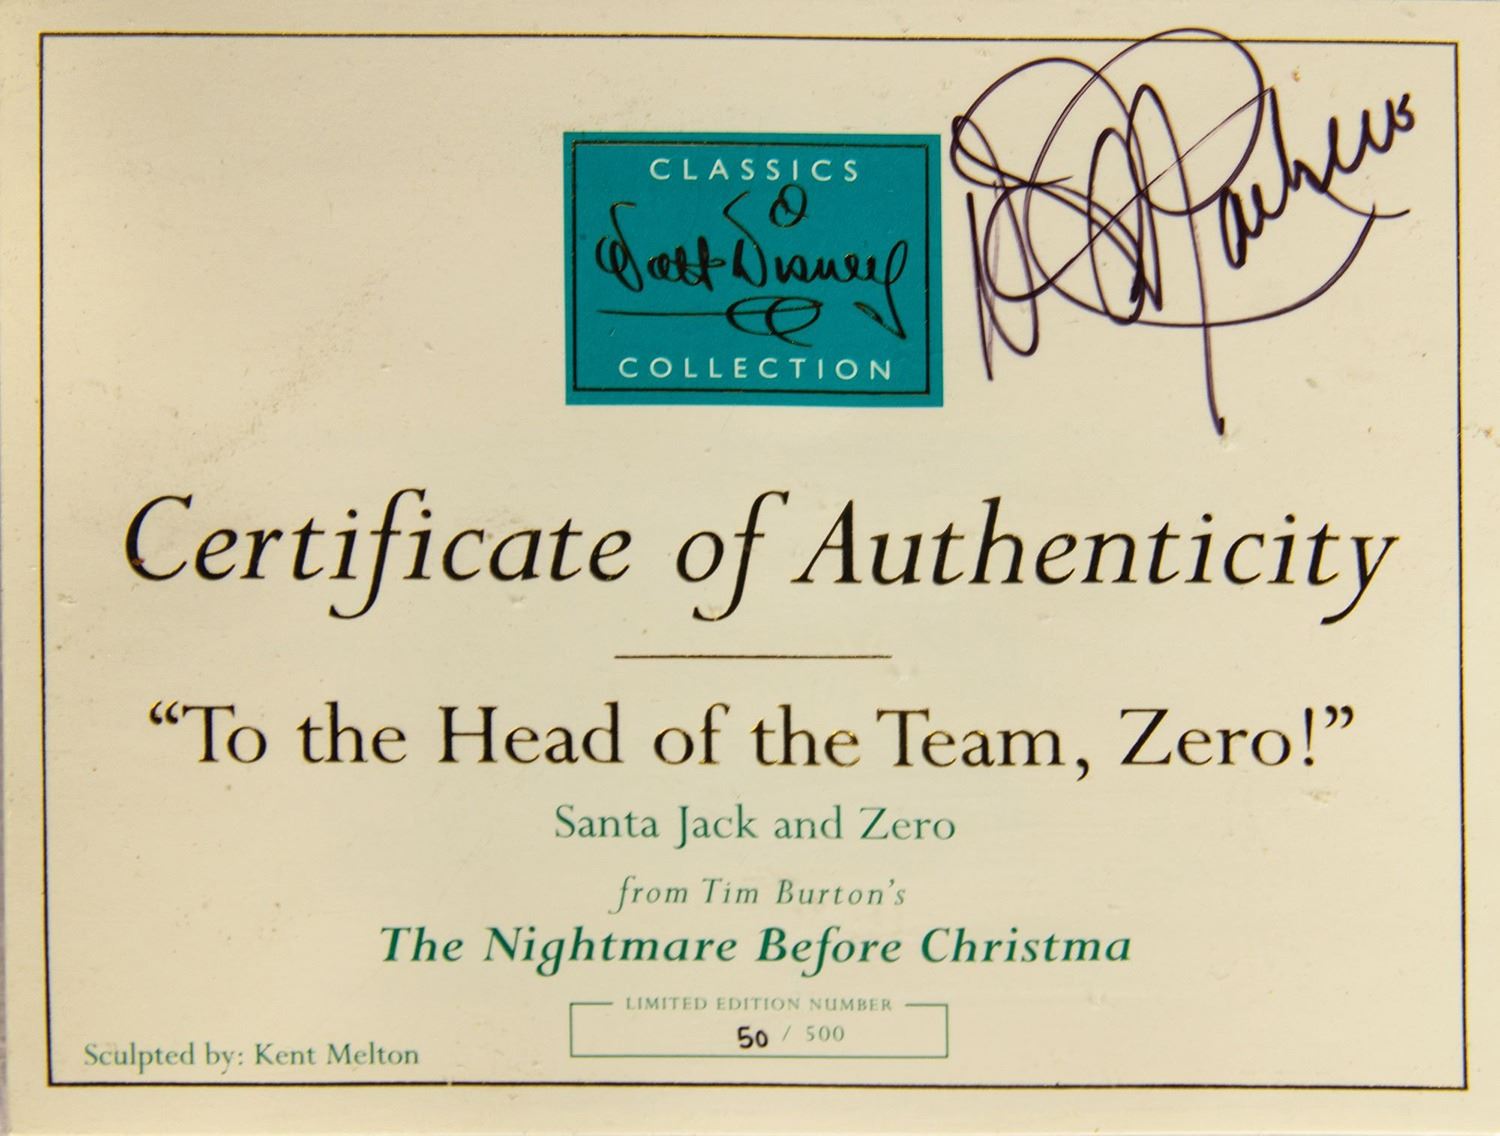 CLASSICS
Walt Disney
COLLECTION
Certificate of Authenticity
“To the Head of the Team, Zero!”
Santa Jack and Zero
from Tim Burton's
The Nightmare Before Christma
LIMITED EDITION NUMBER
50 / 500
Sculpted by: Kent Melton